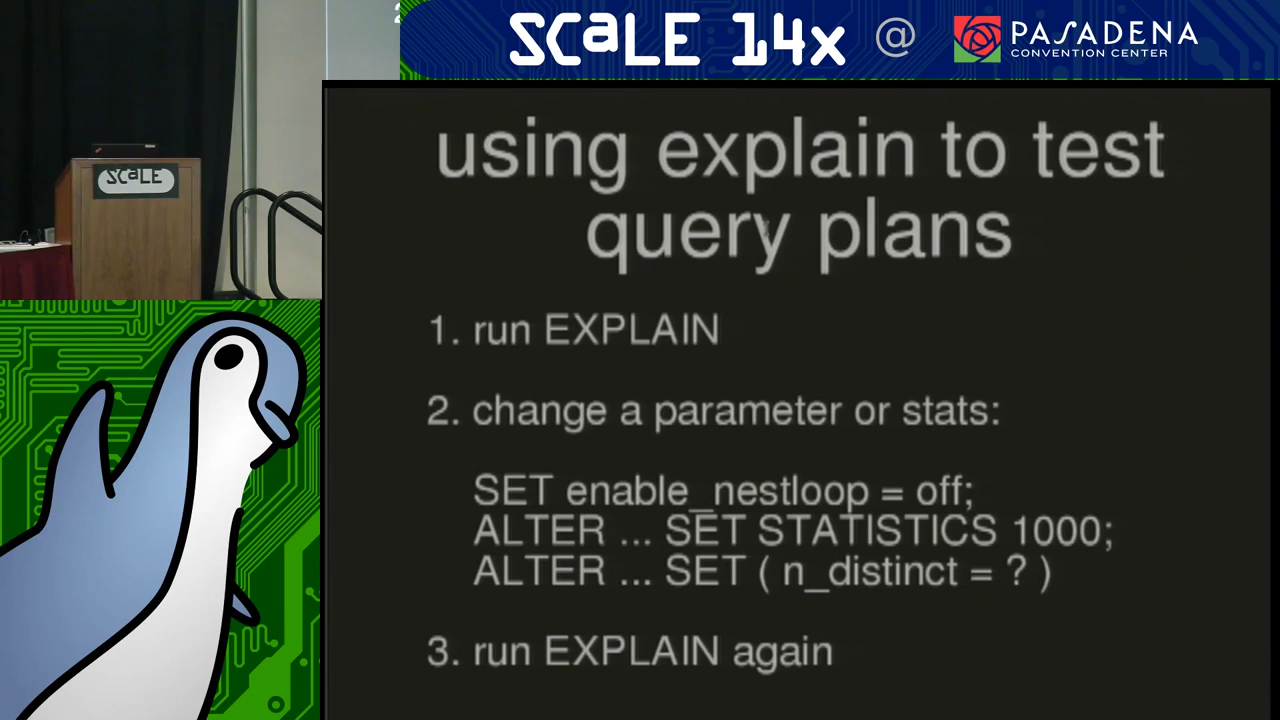 SCaLE 14x @ PASADENA
CONVENTION CENTER
SCaLE
using explain to test
query plans
1. run EXPLAIN
2. change a parameter or stats:
SET enable_nestloop = off;
ALTER ... SET STATISTICS 1000;
ALTER ... SET ( n_distinct = ? )
3. run EXPLAIN again